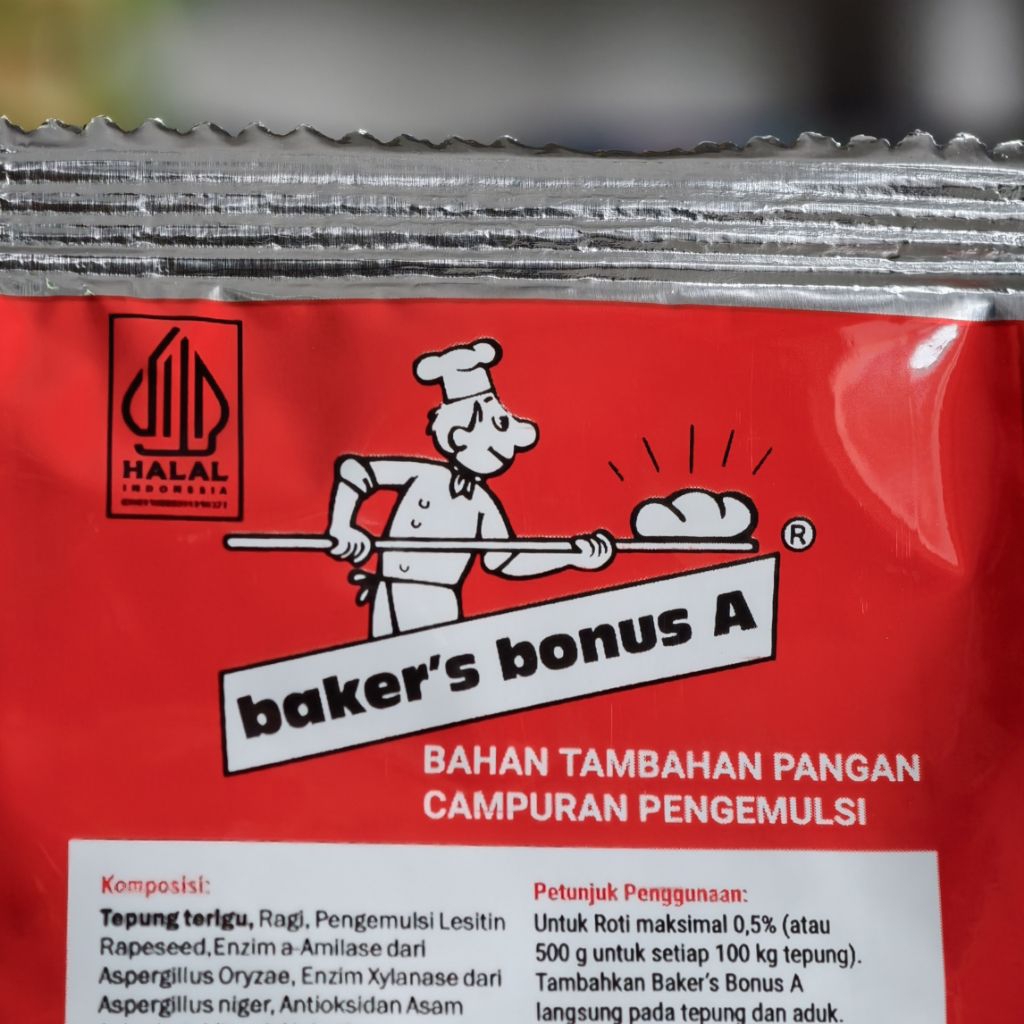 HALAL
INDONESIA
®
baker's bonus A
BAHAN TAMBAHAN PANGAN
CAMPURAN PENGEMULSI
Komposisi:
Tepung terigu, Ragi, Pengemulsi Lesitin
Rapeseed, Enzim a-Amilase dari
Aspergillus Oryzae, Enzim Xylanase dari
Aspergillus niger, Antioksidan Asam
Petunjuk Penggunaan:
Untuk Roti maksimal 0,5% (atau
500 g untuk setiap 100 kg tepung).
Tambahkan Baker's Bonus A
langsung pada tepung dan aduk.